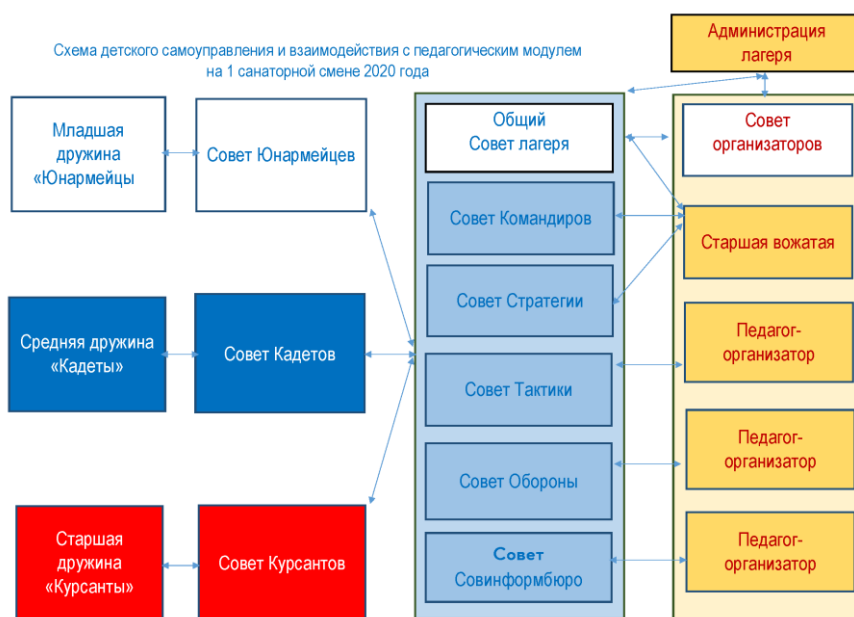 Схема детского самоуправления и взаимодействия с педагогическим модулем
на 1 санаторной смене 2020 года
Администрация
лагеря
Младшая
дружина
«Юнармейцы
Совет Юнармейцев
Общий
Совет лагеря
Совет
организаторов
Совет Командиров
Старшая вожатая
Средняя дружина
«Кадеты»
Совет Кадетов
Совет Стратегии
Педагог-
организатор
Совет Тактики
Педагог-
организатор
Совет Обороны
Старшая
дружина
«Курсанты»
Совет Курсантов
Совет
Совинформбюро
Педагог-
организатор